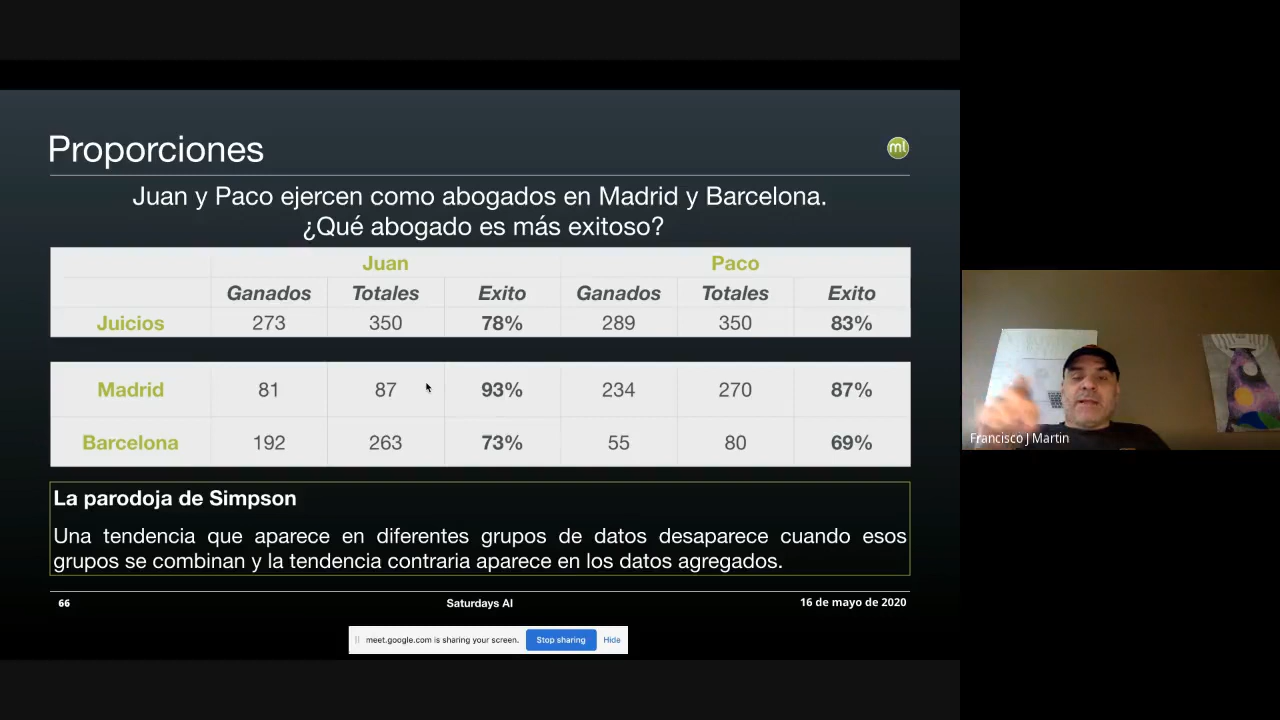 Proporciones
ml
Juan y Paco ejercen como abogados en Madrid y Barcelona.
¿Qué abogado es más exitoso?
Juan Paco
Ganados Totales Exito Ganados Totales Exito
Juicios 273 350 78% 289 350 83%
Madrid 81 87 93% 234 270 87%
Barcelona 192 263 73% 55 80 69%
La parodoja de Simpson
Una tendencia que aparece en diferentes grupos de datos desaparece cuando esos
grupos se combinan y la tendencia contraria aparece en los datos agregados.
66 Saturdays AI 16 de mayo de 2020
meet.google.com is sharing your screen. Stop sharing Hide
Francisco J Martin